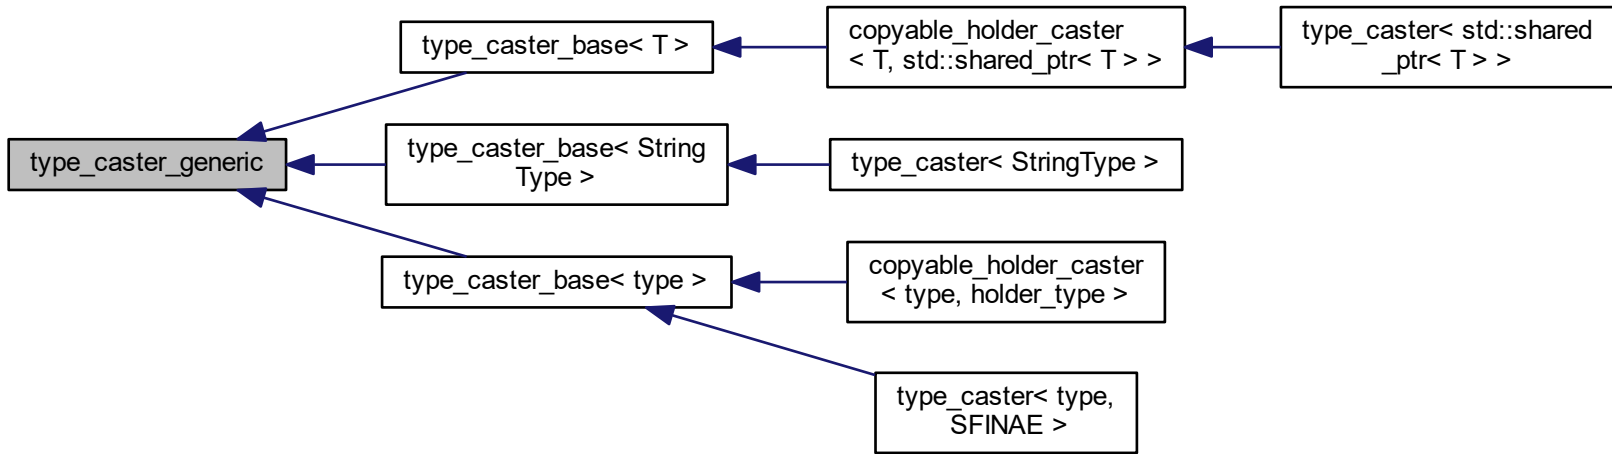 type_caster_generic
type_caster_base< T >
copyable_holder_caster
< T, std::shared_ptr< T > >
type_caster< std::shared
_ptr< T > >
type_caster_base< String
Type >
type_caster< StringType >
type_caster_base< type >
copyable_holder_caster
< type, holder_type >
type_caster< type,
SFINAE >